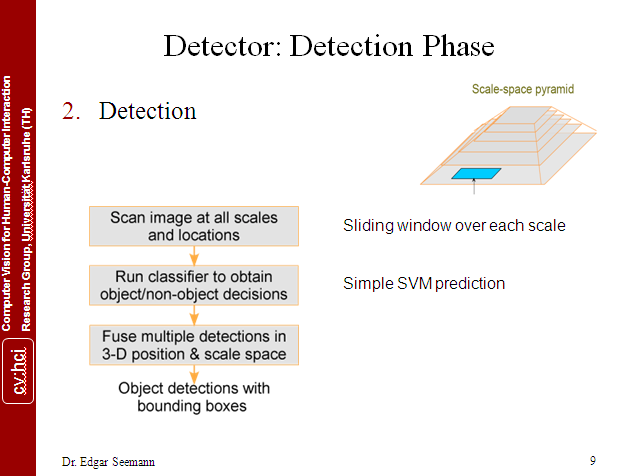 Detector: Detection Phase
Scale-space pyramid
2. Detection
Scan image at all scales
and locations
Sliding window over each scale
Run classifier to obtain
object/non-object decisions
Simple SVM prediction
Fuse multiple detections in
3-D position & scale space
Object detections with
bounding boxes
Computer Vision for Human-Computer Interaction
Research Group, Universität Karlsruhe (TH)
cv:hci
Dr. Edgar Seemann
9